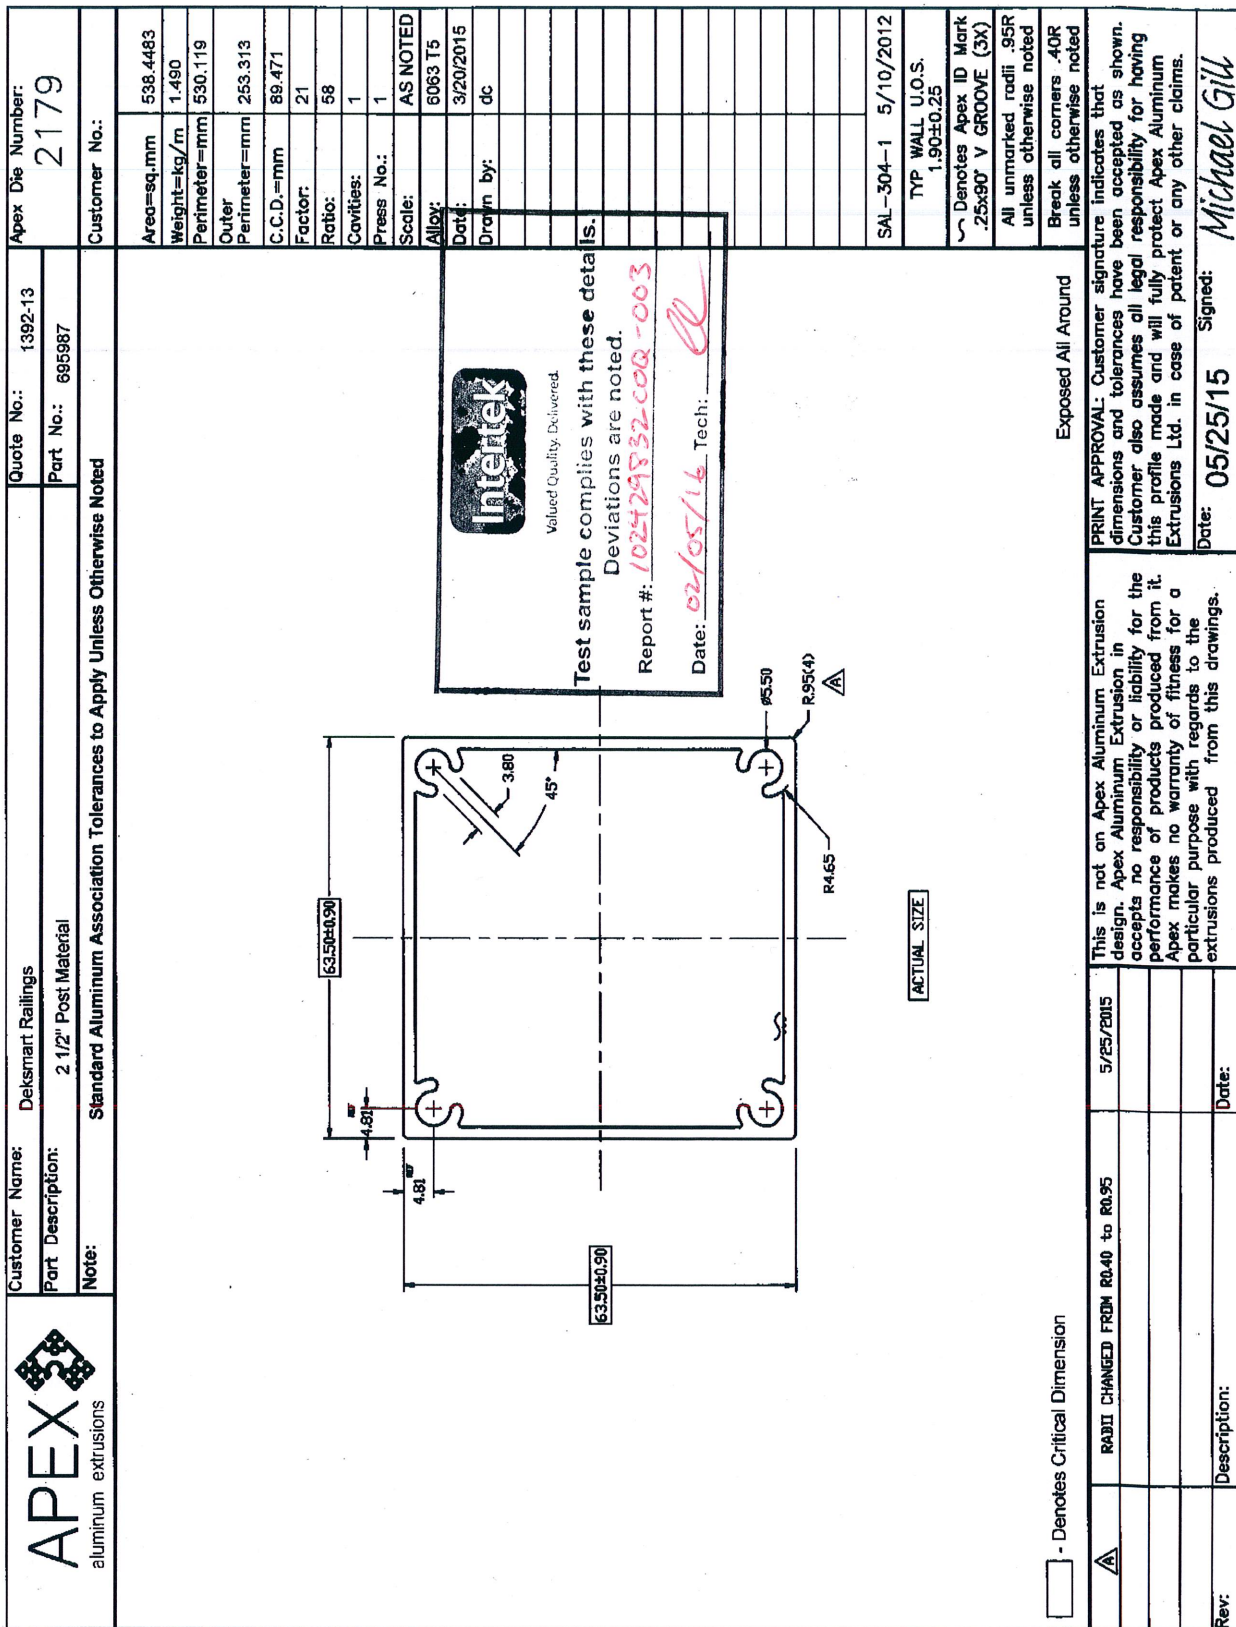 APEX
aluminum extrusions
Customer Name: Deksmart Railings
Quote No.: 1392-13
Apex Die Number: 2179
Part Description: 2 1/2" Post Material
Part No.: 695987
Customer No.:
Note: Standard Aluminum Association Tolerances to Apply Unless Otherwise Noted
Area=sq.mm 538.4483
Weight=kg/m 1.490
Perimeter=mm 530.119
Outer
Perimeter=mm 253.313
C.C.D.=mm 89.471
Factor: 21
Ratio: 58
Cavities: 1
Press No.: 1
Scale: AS NOTED
Alloy: 6063 T5
Date: 3/20/2015
Drawn by: dc
SAL-304-1 5/10/2012
TYP WALL U.O.S.
1.90±0.25
Denotes Apex ID Mark
.25x90° V GROOVE (3X)
All unmarked radii .95R
unless otherwise noted
Break all corners .40R
unless otherwise noted
63.50±0.90
REF
4.81
REF
4.81
63.50±0.90
3.80
45°
Ø5.50
R.95(4)
A
R4.65
ACTUAL SIZE
Intertek
Valued Quality. Delivered.
Test sample complies with these details.
Deviations are noted.
Report #: 102429832COQ-003
Date: 02/05/16 Tech:
Exposed All Around
- Denotes Critical Dimension
A RADII CHANGED FROM R0.40 to R0.95 5/25/2015
Rev: Description: Date:
This is not an Apex Aluminum Extrusion
design. Apex Aluminum Extrusion in
accepts no responsibility or liability for the
performance of products produced from it.
Apex makes no warranty of fitness for a
particular purpose with regards to the
extrusions produced from this drawings.
PRINT APPROVAL: Customer signature indicates that
dimensions and tolerances have been accepted as shown.
Customer also assumes all legal responsibility for having
this profile made and will fully protect Apex Aluminum
Extrusions Ltd. in case of patent or any other claims.
Date: 05/25/15 Signed: Michael Gill